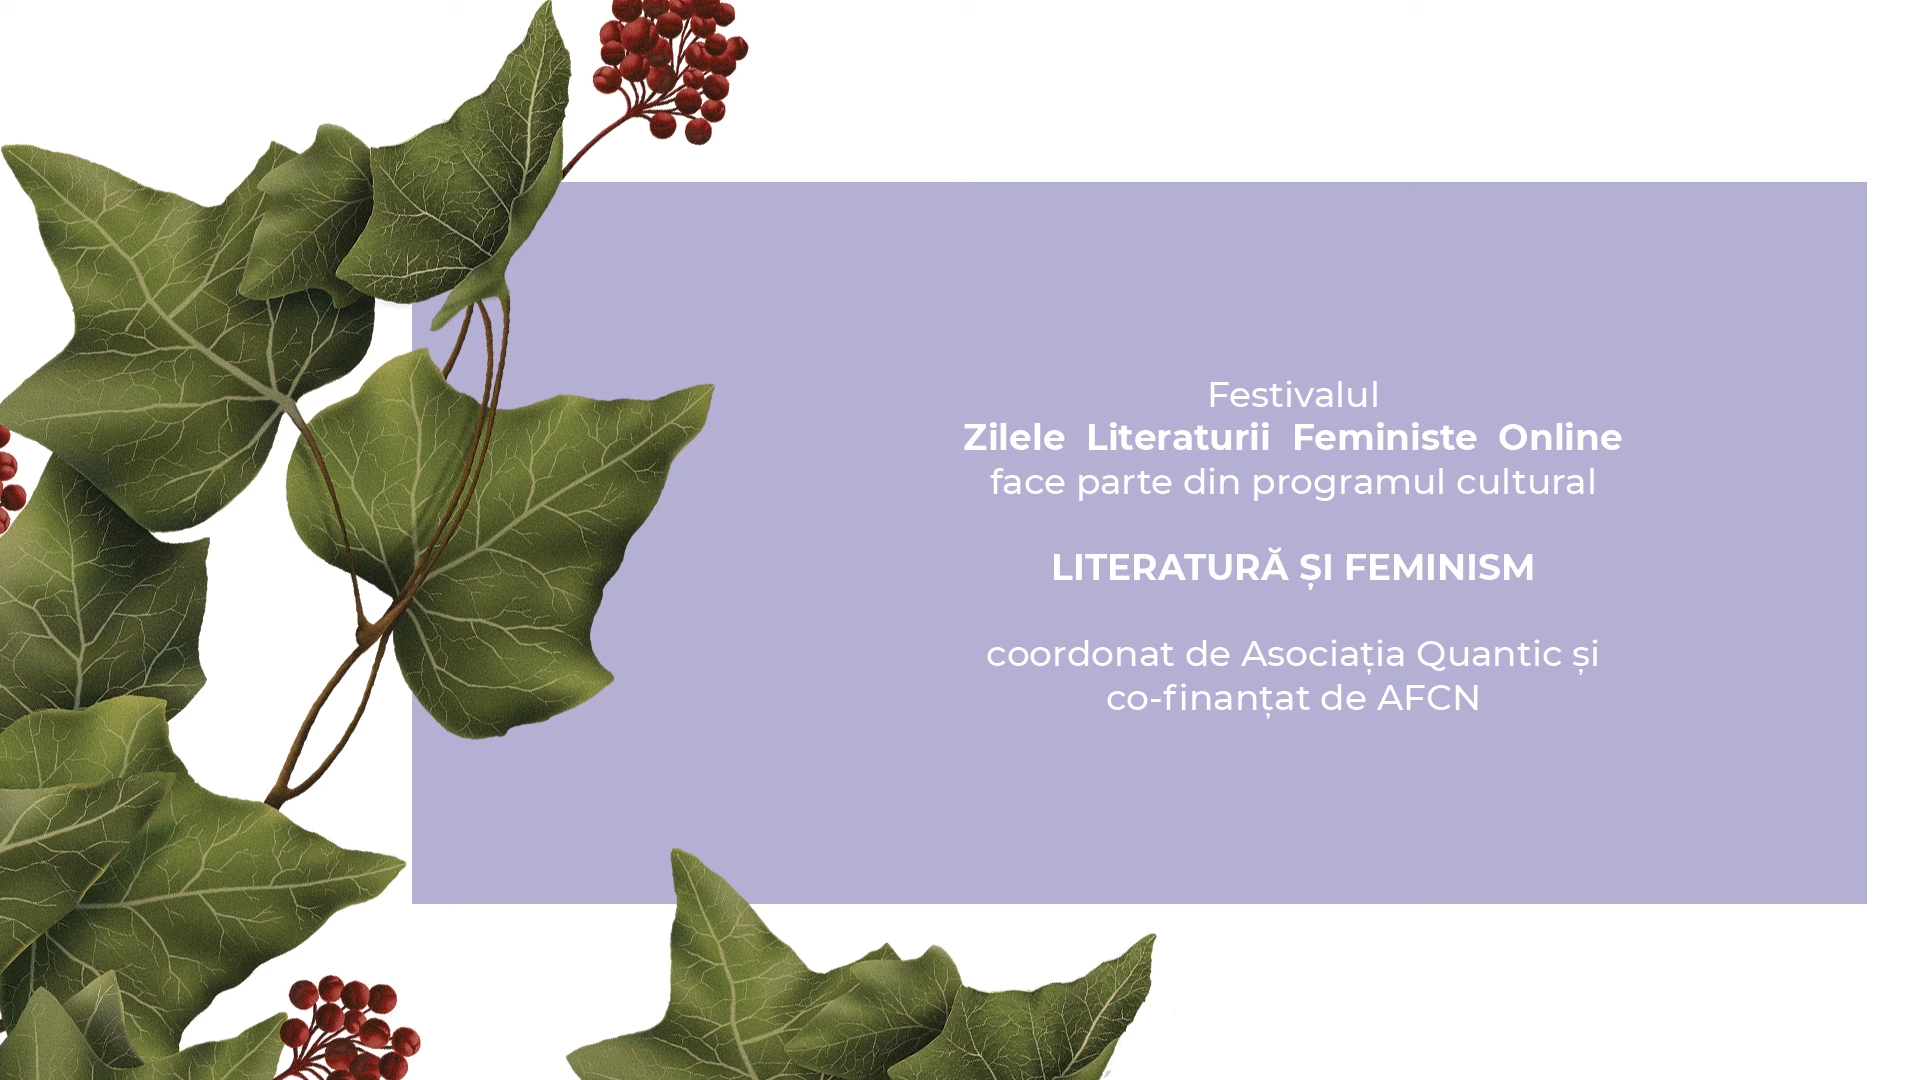 Festivalul
Zilele Literaturii Feministe Online
face parte din programul cultural
LITERATURĂ ȘI FEMINISM
coordonat de Asociația Quantic și
co-finanțat de AFCN